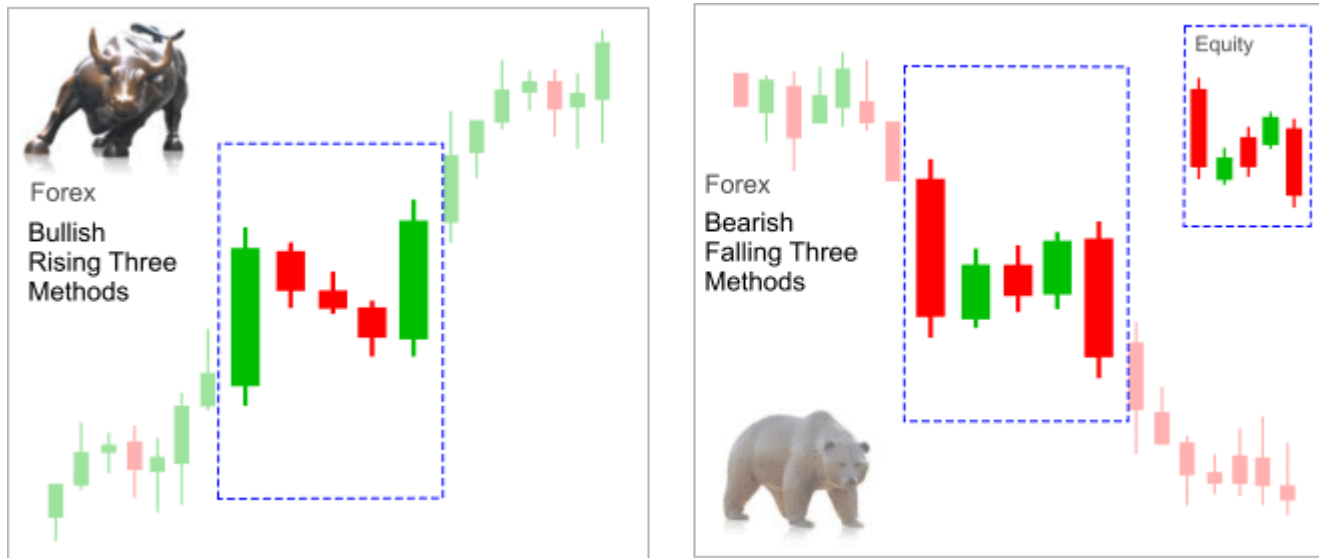 Forex
Bullish
Rising Three
Methods
Equity
Forex
Bearish
Falling Three
Methods